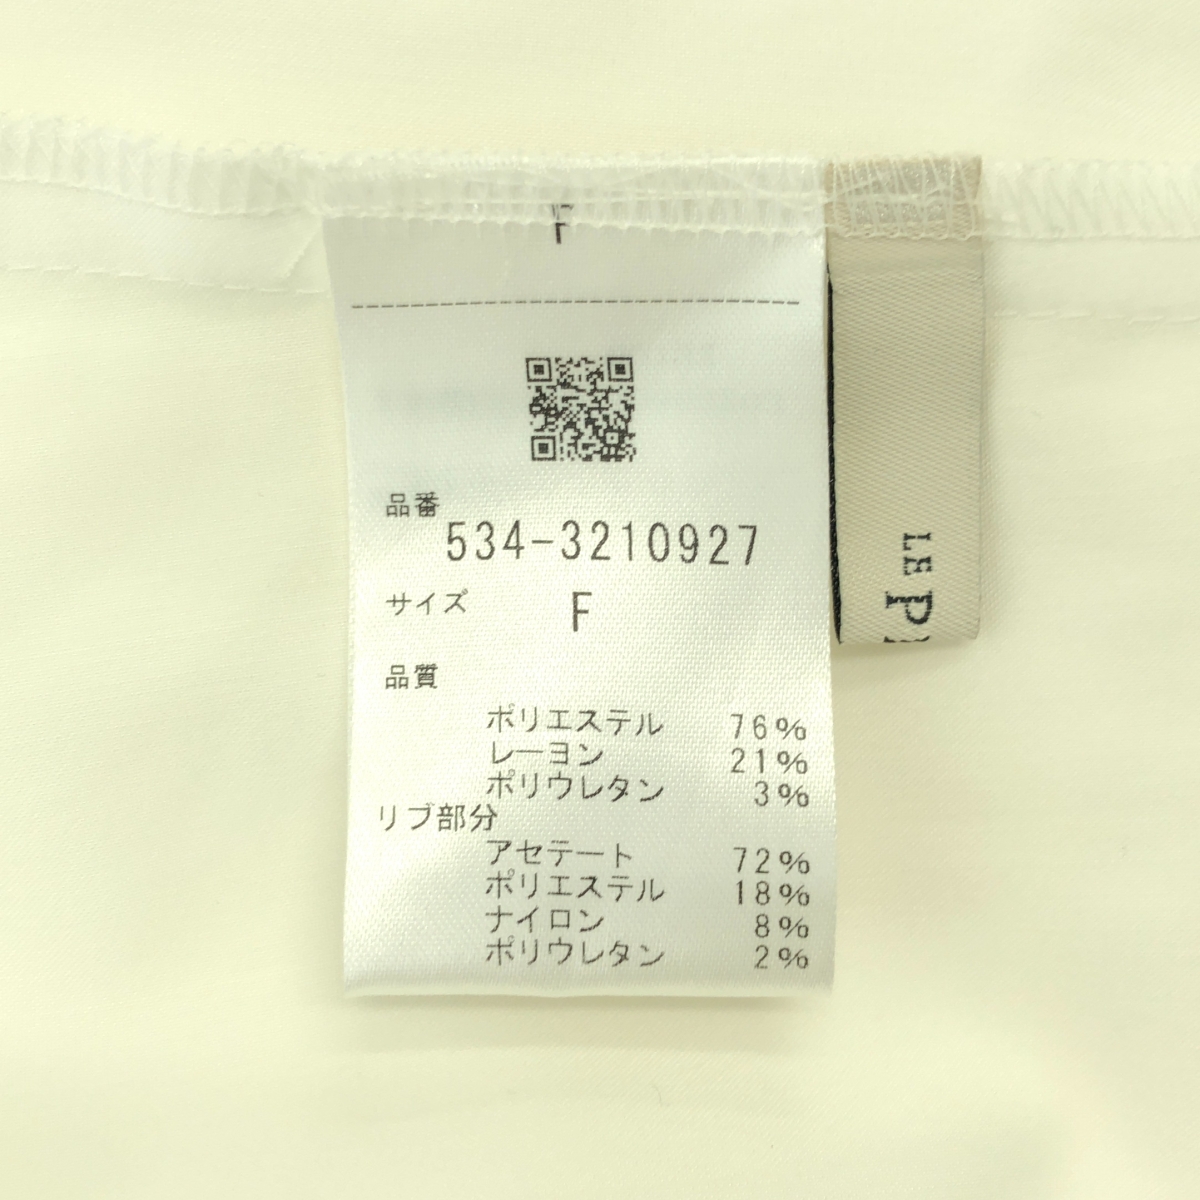 F
品番
534-3210927
サイズ F
品質
ポリエステル 76%
レーヨン 21%
ポリウレタン 3%
リブ部分
アセテート 72%
ポリエステル 18%
ナイロン 8%
ポリウレタン 2%
LE
P